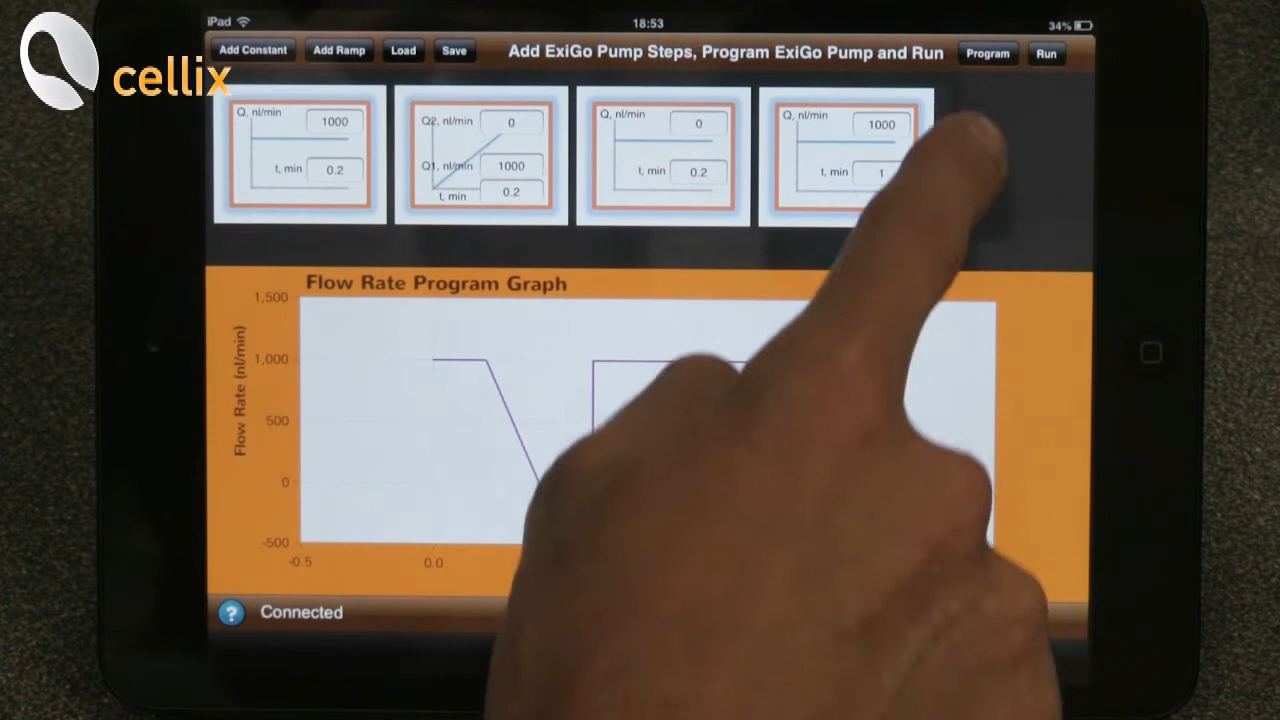 iPad 18:53 34%
cellix
Add Constant Add Ramp Load Save Add ExiGo Pump Steps, Program ExiGo Pump and Run Program Run
Q, nl/min 1000
t, min 0.2
Q2, nl/min 0
Q1, nl/min 1000
t, min 0.2
Q, nl/min 0
t, min 0.2
Q, nl/min 1000
t, min 1
Flow Rate Program Graph
Flow Rate (nl/min)
1,500
1,000
500
0
-500
-0.5 0.0
? Connected